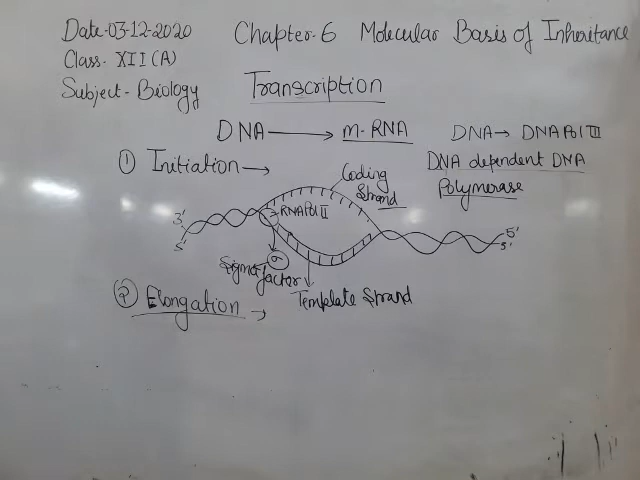 Date-03-12-2020 Chapter-6 Molecular Basis of Inheritance
Class- XII(A)
Subject-Biology Transcription
DNA → m-RNA DNA→ DNA Pol III
① Initiation→ DNA dependent DNA
Polymerase
Coding
Strand
3' RNA Pol II 5'
5' 3'
σ
Sigma factor
Template Strand
② Elongation →